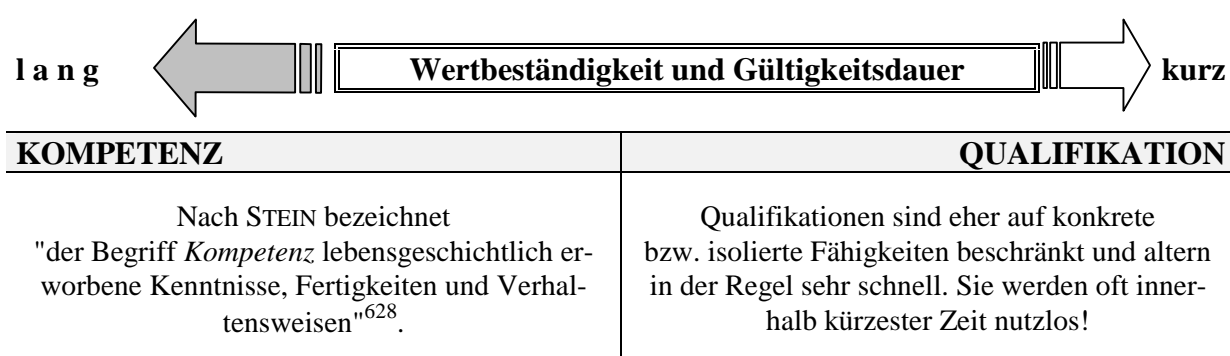 l a n g Wertbeständigkeit und Gültigkeitsdauer kurz
KOMPETENZ QUALIFIKATION
Nach STEIN bezeichnet
"der Begriff Kompetenz lebensgeschichtlich er-
worbene Kenntnisse, Fertigkeiten und Verhal-
tensweisen"628.
Qualifikationen sind eher auf konkrete
bzw. isolierte Fähigkeiten beschränkt und altern
in der Regel sehr schnell. Sie werden oft inner-
halb kürzester Zeit nutzlos!